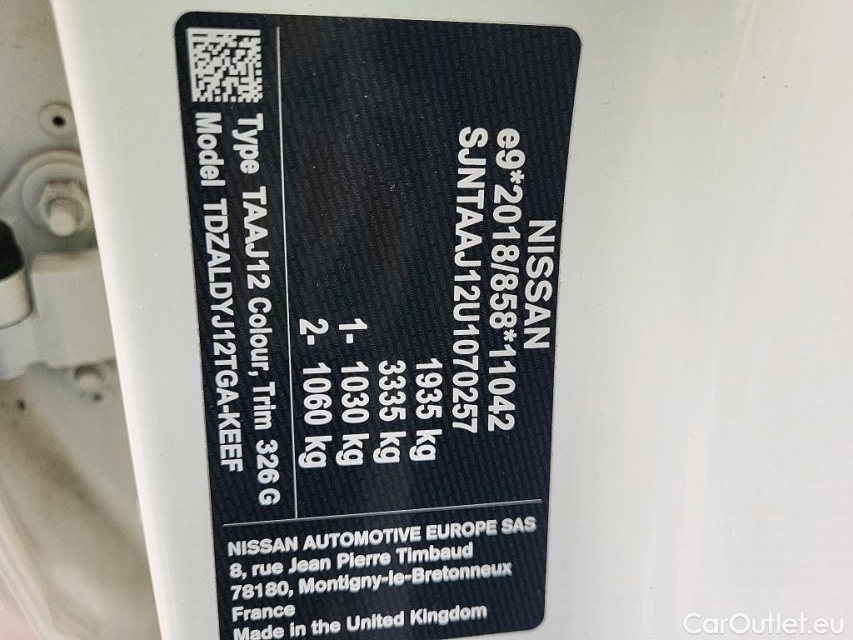 NISSAN
e9*2018/858*11042
SJNTAAJ12U1070257
1935 kg
3335 kg
1- 1030 kg
2- 1060 kg
Type TAAJ12 Colour, Trim 326 G
Model TDZALDYJ12TGA-KEEF
NISSAN AUTOMOTIVE EUROPE SAS
8, rue Jean Pierre Timbaud
78180, Montigny-le-Bretonneux
France
Made in the United Kingdom
CarOutlet.eu